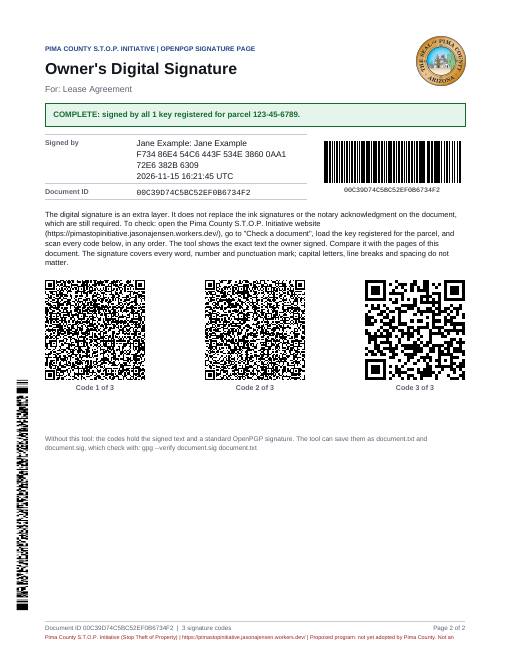 PIMA COUNTY S.T.O.P. INITIATIVE | OPENPGP SIGNATURE PAGE
Owner's Digital Signature
For: Lease Agreement
THE SEAL OF PIMA COUNTY
ARIZONA
COMPLETE: signed by all 1 key registered for parcel 123-45-6789.
Signed by
Jane Example: Jane Example
F734 86E4 54C6 443F 534E 3860 0AA1
72E6 382B 6309
2026-11-15 16:21:45 UTC
Document ID
00C39D74C5BC52EF0B6734F2
00C39D74C5BC52EF0B6734F2
The digital signature is an extra layer. It does not replace the ink signatures or the notary acknowledgment on the document,
which are still required. To check: open the Pima County S.T.O.P. Initiative website
(https://pimastopinitiative.jasonajensen.workers.dev/), go to "Check a document", load the key registered for the parcel, and
scan every code below, in any order. The tool shows the exact text the owner signed. Compare it with the pages of this
document. The signature covers every word, number and punctuation mark; capital letters, line breaks and spacing do not
matter.
Code 1 of 3
Code 2 of 3
Code 3 of 3
Without this tool: the codes hold the signed text and a standard OpenPGP signature. The tool can save them as document.txt and
document.sig, which check with: gpg --verify document.sig document.txt
Document ID 00C39D74C5BC52EF0B6734F2 | 3 signature codes
Page 2 of 2
Pima County S.T.O.P. Initiative (Stop Theft of Property) | https://pimastopinitiative.jasonajensen.workers.dev/ | Proposed program: not yet adopted by Pima County. Not an